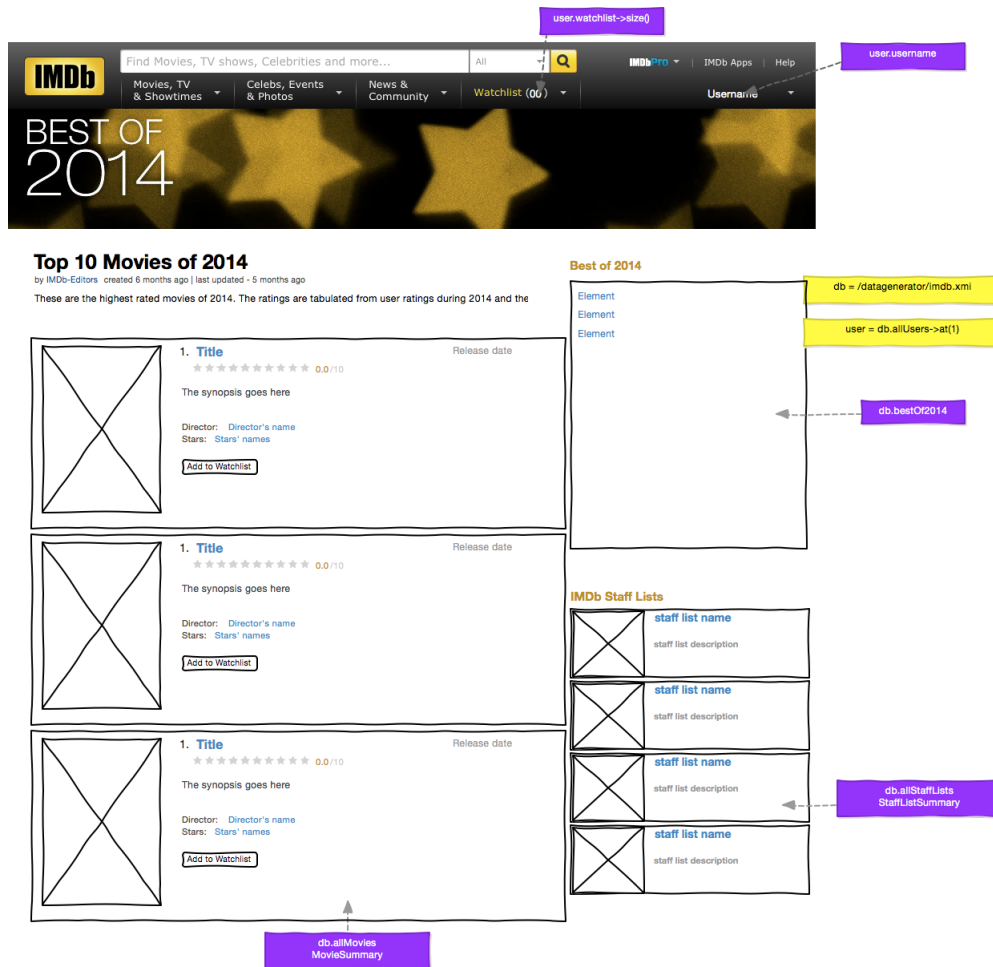 user.watchlist->size()
user.username
IMDb
Find Movies, TV shows, Celebrities and more...
All
IMDbPro
| IMDb Apps | Help
Movies, TV
& Showtimes
Celebs, Events
& Photos
News &
Community
Watchlist (00)
Username
BEST OF
2014
Top 10 Movies of 2014
by IMDb-Editors created 6 months ago | last updated - 5 months ago
These are the highest rated movies of 2014. The ratings are tabulated from user ratings during 2014 and the
1. Title
Release date
0.0/10
The synopsis goes here
Director: Director's name
Stars: Stars' names
Add to Watchlist
1. Title
Release date
0.0/10
The synopsis goes here
Director: Director's name
Stars: Stars' names
Add to Watchlist
1. Title
Release date
0.0/10
The synopsis goes here
Director: Director's name
Stars: Stars' names
Add to Watchlist
db.allMovies
MovieSummary
Best of 2014
Element
Element
Element
db = /datagenerator/imdb.xmi
user = db.allUsers->at(1)
db.bestOf2014
IMDb Staff Lists
staff list name
staff list description
staff list name
staff list description
staff list name
staff list description
staff list name
staff list description
db.allStaffLists
StaffListSummary